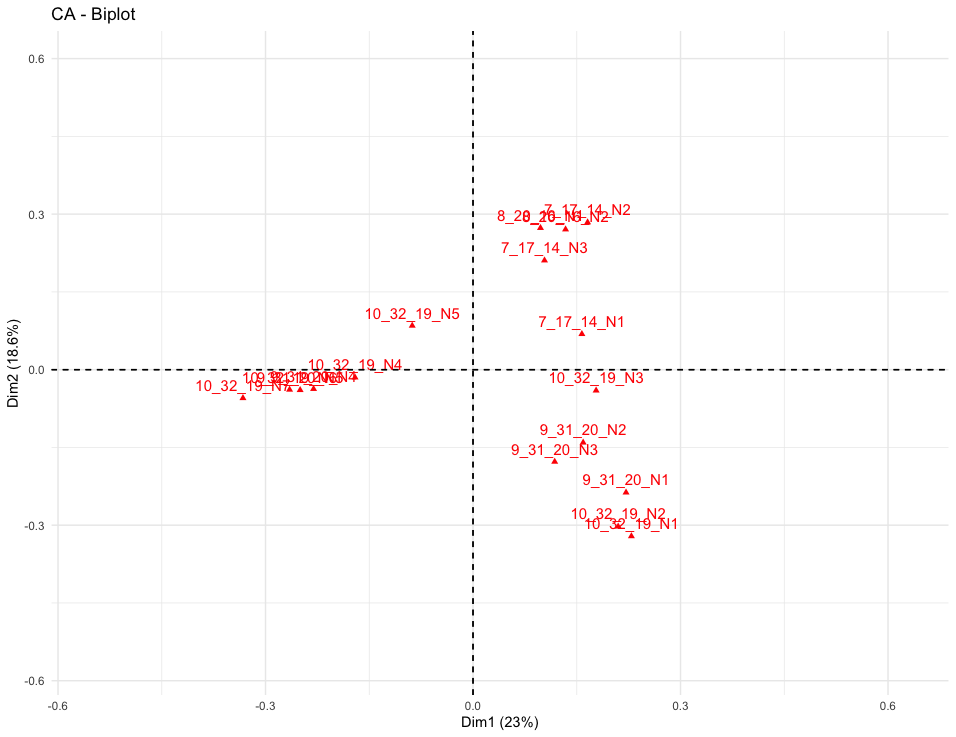 CA - Biplot
0.6
7_17_14_N2
0.3
7_17_14_N3
10_32_19_N5
7_17_14_N1
10_32_19_N4
0.0
10_32_19_N3
10_32_19_N7
9_31_20_N2
9_31_20_N3
9_31_20_N1
10_32_19_N2
-0.3
10_32_19_N1
-0.6
-0.6
-0.3
0.0
0.3
0.6
Dim1 (23%)
Dim2 (18.6%)